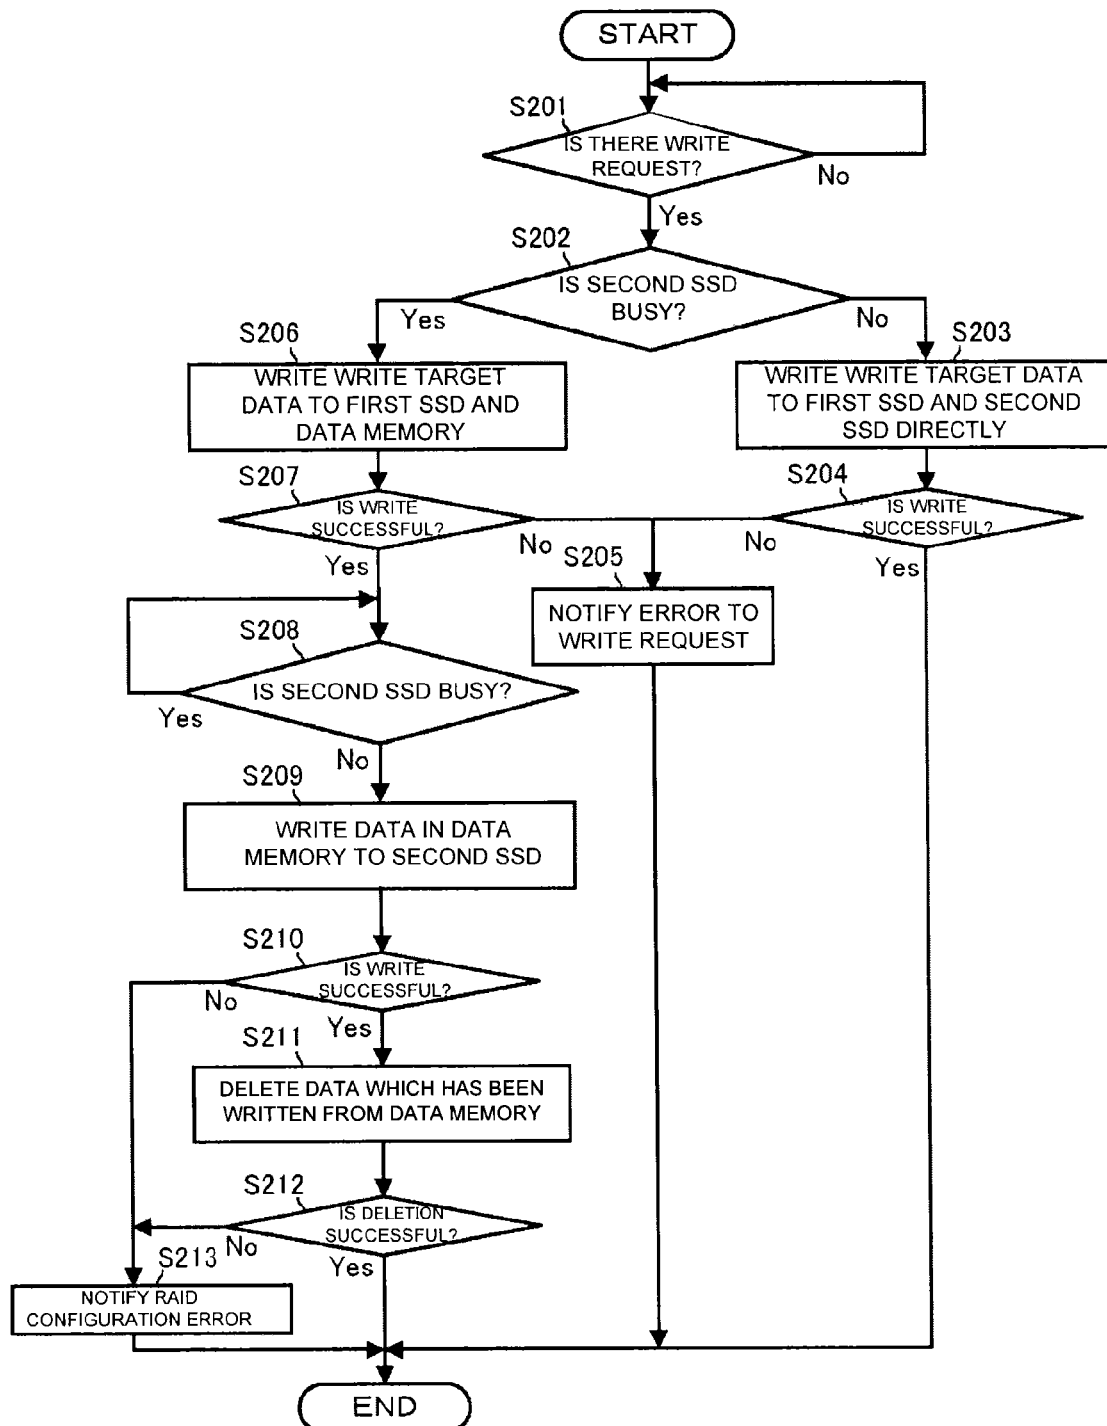 START
S201
IS THERE WRITE
REQUEST?
No
Yes
S202
IS SECOND SSD
BUSY?
Yes
No
S206
WRITE WRITE TARGET
DATA TO FIRST SSD AND
DATA MEMORY
S203
WRITE WRITE TARGET DATA
TO FIRST SSD AND SECOND
SSD DIRECTLY
S207
IS WRITE
SUCCESSFUL?
No
Yes
S204
IS WRITE
SUCCESSFUL?
No
Yes
S205
NOTIFY ERROR TO
WRITE REQUEST
S208
IS SECOND SSD BUSY?
Yes
No
S209
WRITE DATA IN DATA
MEMORY TO SECOND SSD
S210
IS WRITE
SUCCESSFUL?
No
Yes
S211
DELETE DATA WHICH HAS BEEN
WRITTEN FROM DATA MEMORY
S212
IS DELETION
SUCCESSFUL?
No
Yes
S213
NOTIFY RAID
CONFIGURATION ERROR
END